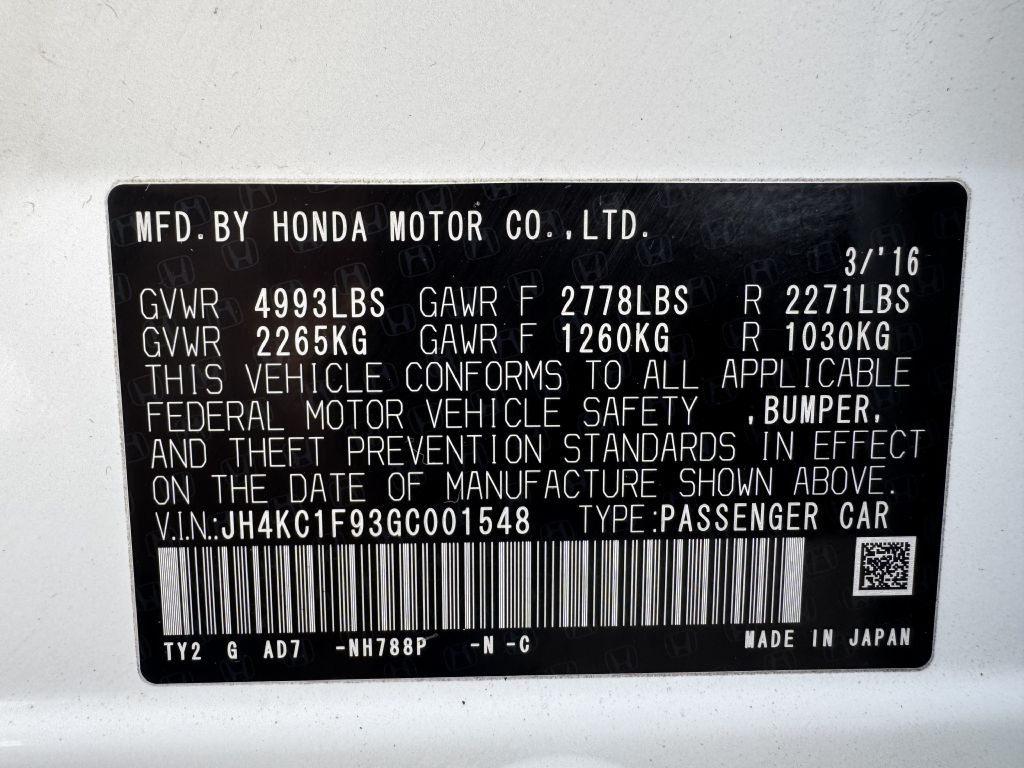 MFD.BY HONDA MOTOR CO.,LTD.
3/'16
GVWR 4993LBS GAWR F 2778LBS R 2271LBS
GVWR 2265KG GAWR F 1260KG R 1030KG
THIS VEHICLE CONFORMS TO ALL APPLICABLE
FEDERAL MOTOR VEHICLE SAFETY ,BUMPER,
AND THEFT PREVENTION STANDARDS IN EFFECT
ON THE DATE OF MANUFACTURE SHOWN ABOVE.
V.I.N.:JH4KC1F93GC001548 TYPE:PASSENGER CAR
TY2 G AD7 -NH788P -N -C MADE IN JAPAN